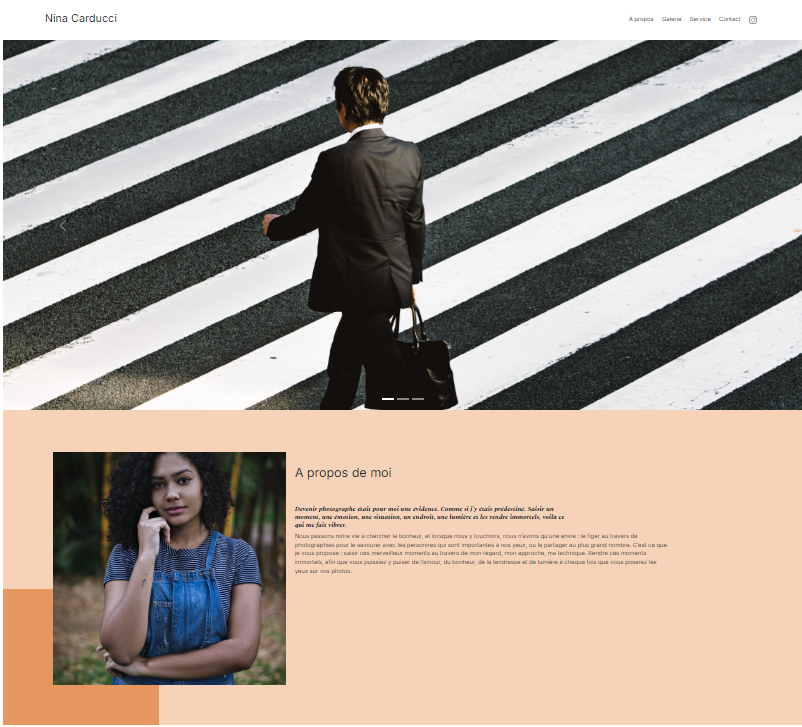 Nina Carducci
À propos Galerie Service Contact
A propos de moi
Devenir photographe était pour moi une évidence. Comme si j'y étais prédestiné. Saisir un
moment, une émotion, une situation, un endroit, une lumière et les rendre immortels, voilà ce
qui me fait vibrer.
Nous passons notre vie à chercher le bonheur, et lorsque nous y touchons, nous n'avons qu'une envie : le figer au travers de
photographies pour le savourer avec les personnes qui sont importantes à nos yeux, ou le partager au plus grand nombre. C'est ce que
je vous propose : saisir ces merveilleux moments au travers de mon regard, mon approche, ma technique. Rendre ces moments
immortels, afin que vous puissiez y puiser de l'amour, du bonheur, de la tendresse et de lumière à chaque fois que vous poserez les
yeux sur vos photos.